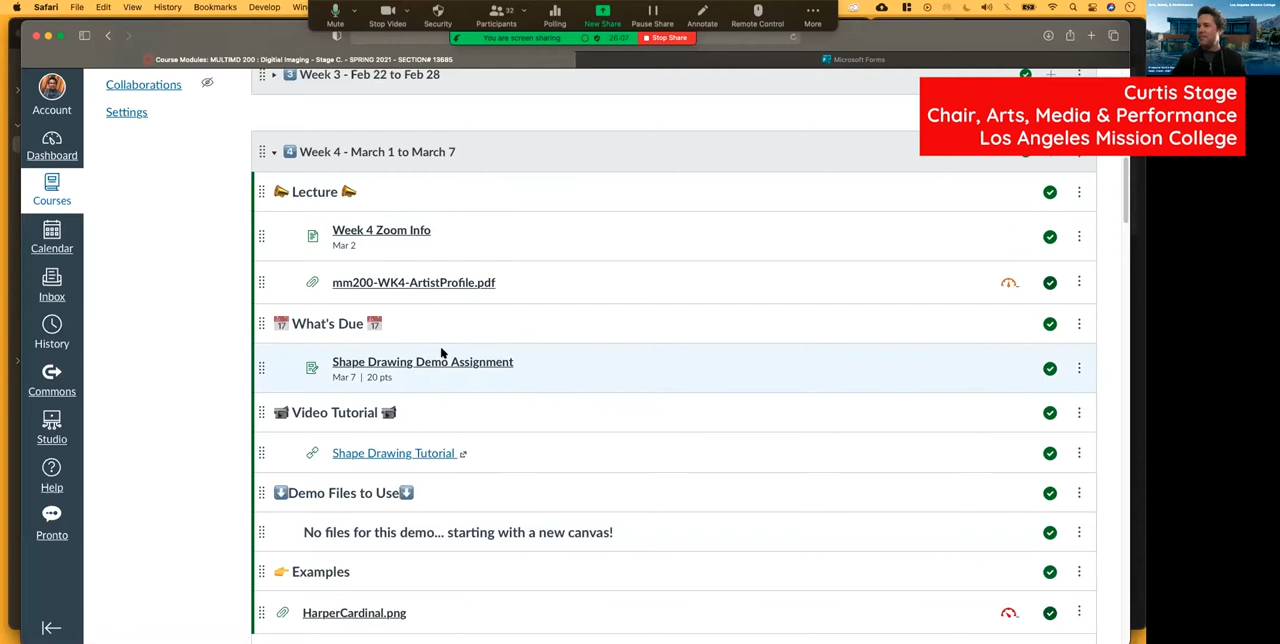 Safari File Edit View History Bookmarks Develop
Mute
Stop Video
Security
Participants
32
Polling
New Share
Pause Share
Annotate
Remote Control
More
You are screen sharing
26:07
Stop Share
Course Modules: MULTIMD 200 : Digitial Imaging - Stage C. - SPRING 2021 - SECTION# 13685
Microsoft Forms
Account
Dashboard
Courses
Calendar
Inbox
History
Commons
Studio
Help
Pronto
Collaborations
Settings
3 Week 3 - Feb 22 to Feb 28
4 Week 4 - March 1 to March 7
Lecture
Week 4 Zoom Info
Mar 2
mm200-WK4-ArtistProfile.pdf
What's Due
Shape Drawing Demo Assignment
Mar 7 | 20 pts
Video Tutorial
Shape Drawing Tutorial
Demo Files to Use
No files for this demo... starting with a new canvas!
Examples
HarperCardinal.png
Curtis Stage
Chair, Arts, Media & Performance
Los Angeles Mission College